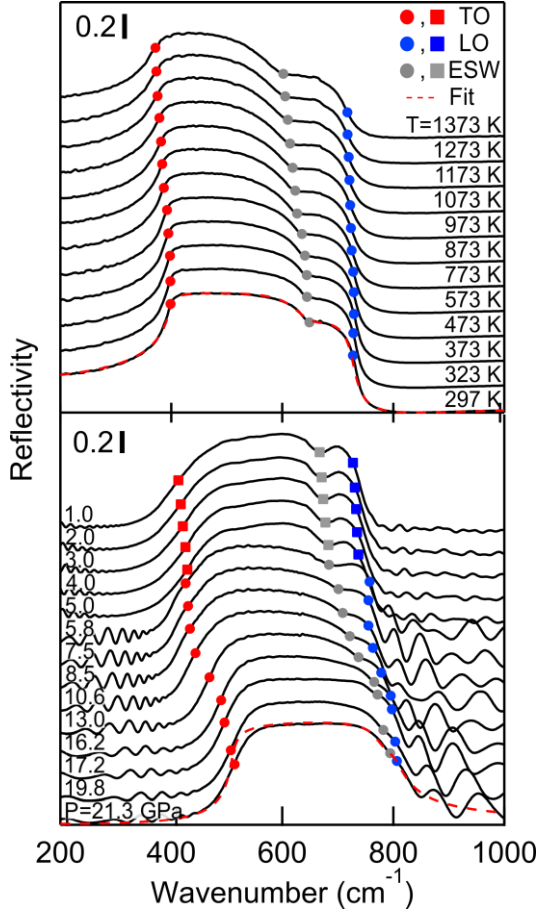 0.2
, TO
, LO
, ESW
Fit
T=1373 K
1273 K
1173 K
1073 K
973 K
873 K
773 K
573 K
473 K
373 K
323 K
297 K
Reflectivity
0.2
1.0
2.0
3.0
4.0
5.0
5.8
7.5
8.5
10.6
13.0
16.2
17.2
19.8
P=21.3 GPa
200 400 600 800 1000
Wavenumber (cm⁻¹)